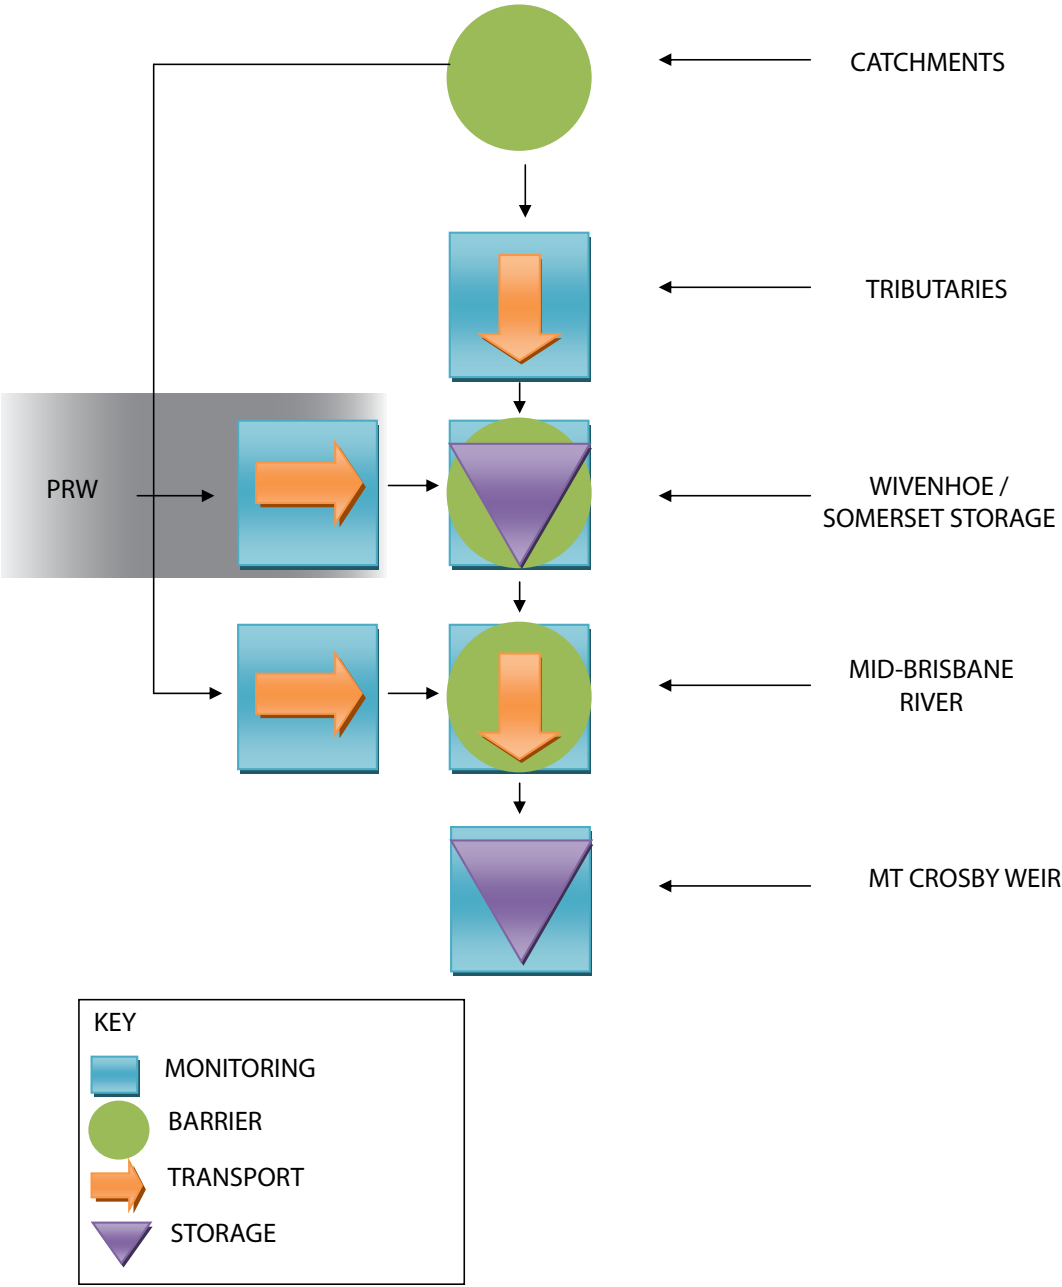 CATCHMENTS
TRIBUTARIES
PRW
WIVENHOE /
SOMERSET STORAGE
MID-BRISBANE
RIVER
MT CROSBY WEIR
KEY
MONITORING
BARRIER
TRANSPORT
STORAGE